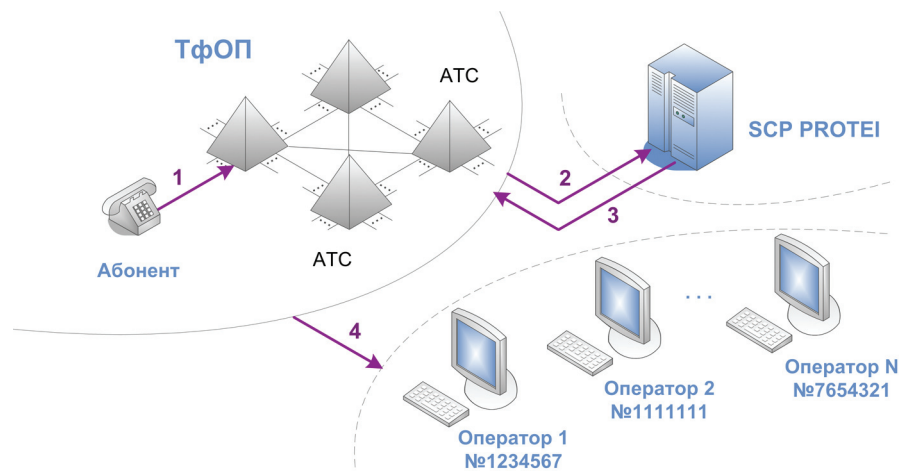 ТфОП
АТС
SCP PROTEI
1
2
3
Абонент
АТС
4
. . .
Оператор 1
№1234567
Оператор 2
№1111111
Оператор N
№7654321